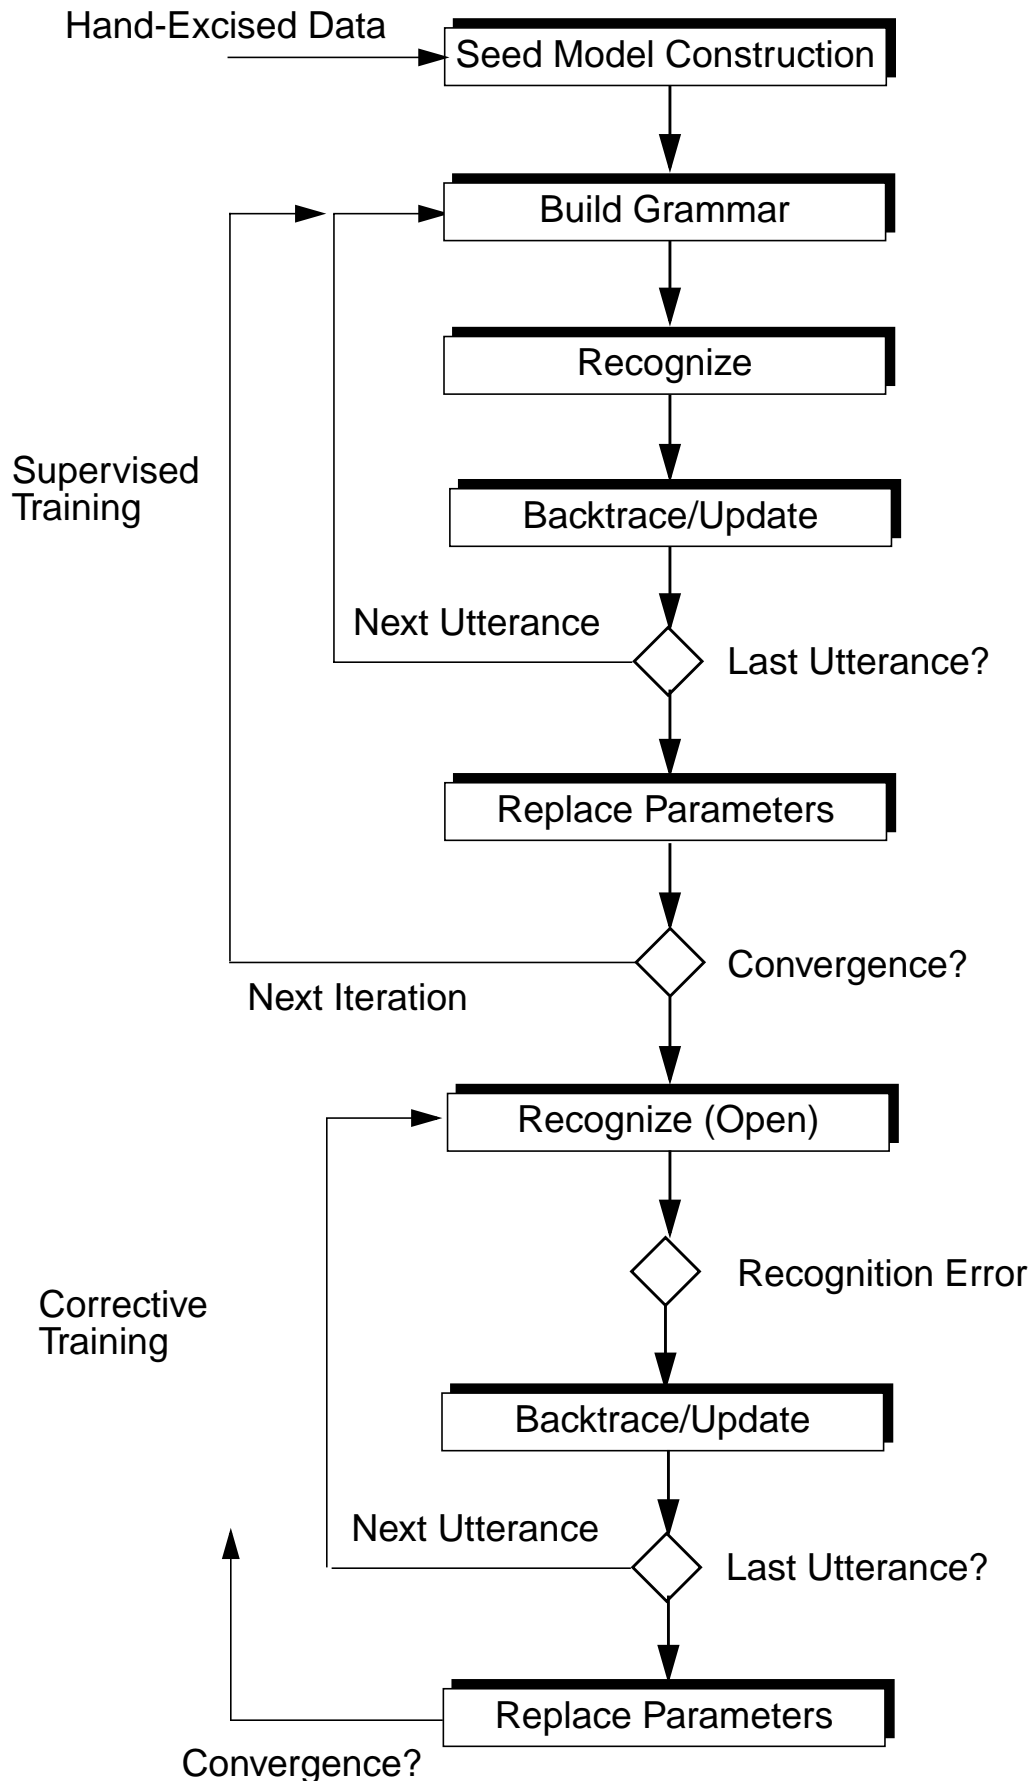 Hand-Excised Data
Seed Model Construction
Build Grammar
Recognize
Supervised
Training
Backtrace/Update
Next Utterance
Last Utterance?
Replace Parameters
Convergence?
Next Iteration
Recognize (Open)
Recognition Error
Corrective
Training
Backtrace/Update
Next Utterance
Last Utterance?
Replace Parameters
Convergence?